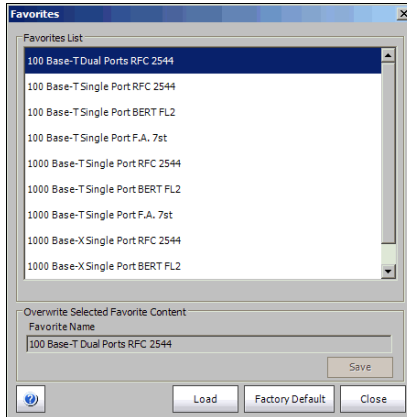 Favorites
Favorites List
100 Base-T Dual Ports RFC 2544
100 Base-T Single Port RFC 2544
100 Base-T Single Port BERT FL2
100 Base-T Single Port F.A. 7st
1000 Base-T Single Port RFC 2544
1000 Base-T Single Port BERT FL2
1000 Base-T Single Port F.A. 7st
1000 Base-X Single Port RFC 2544
1000 Base-X Single Port BERT FL2
Overwrite Selected Favorite Content
Favorite Name
100 Base-T Dual Ports RFC 2544
Save
Load Factory Default Close